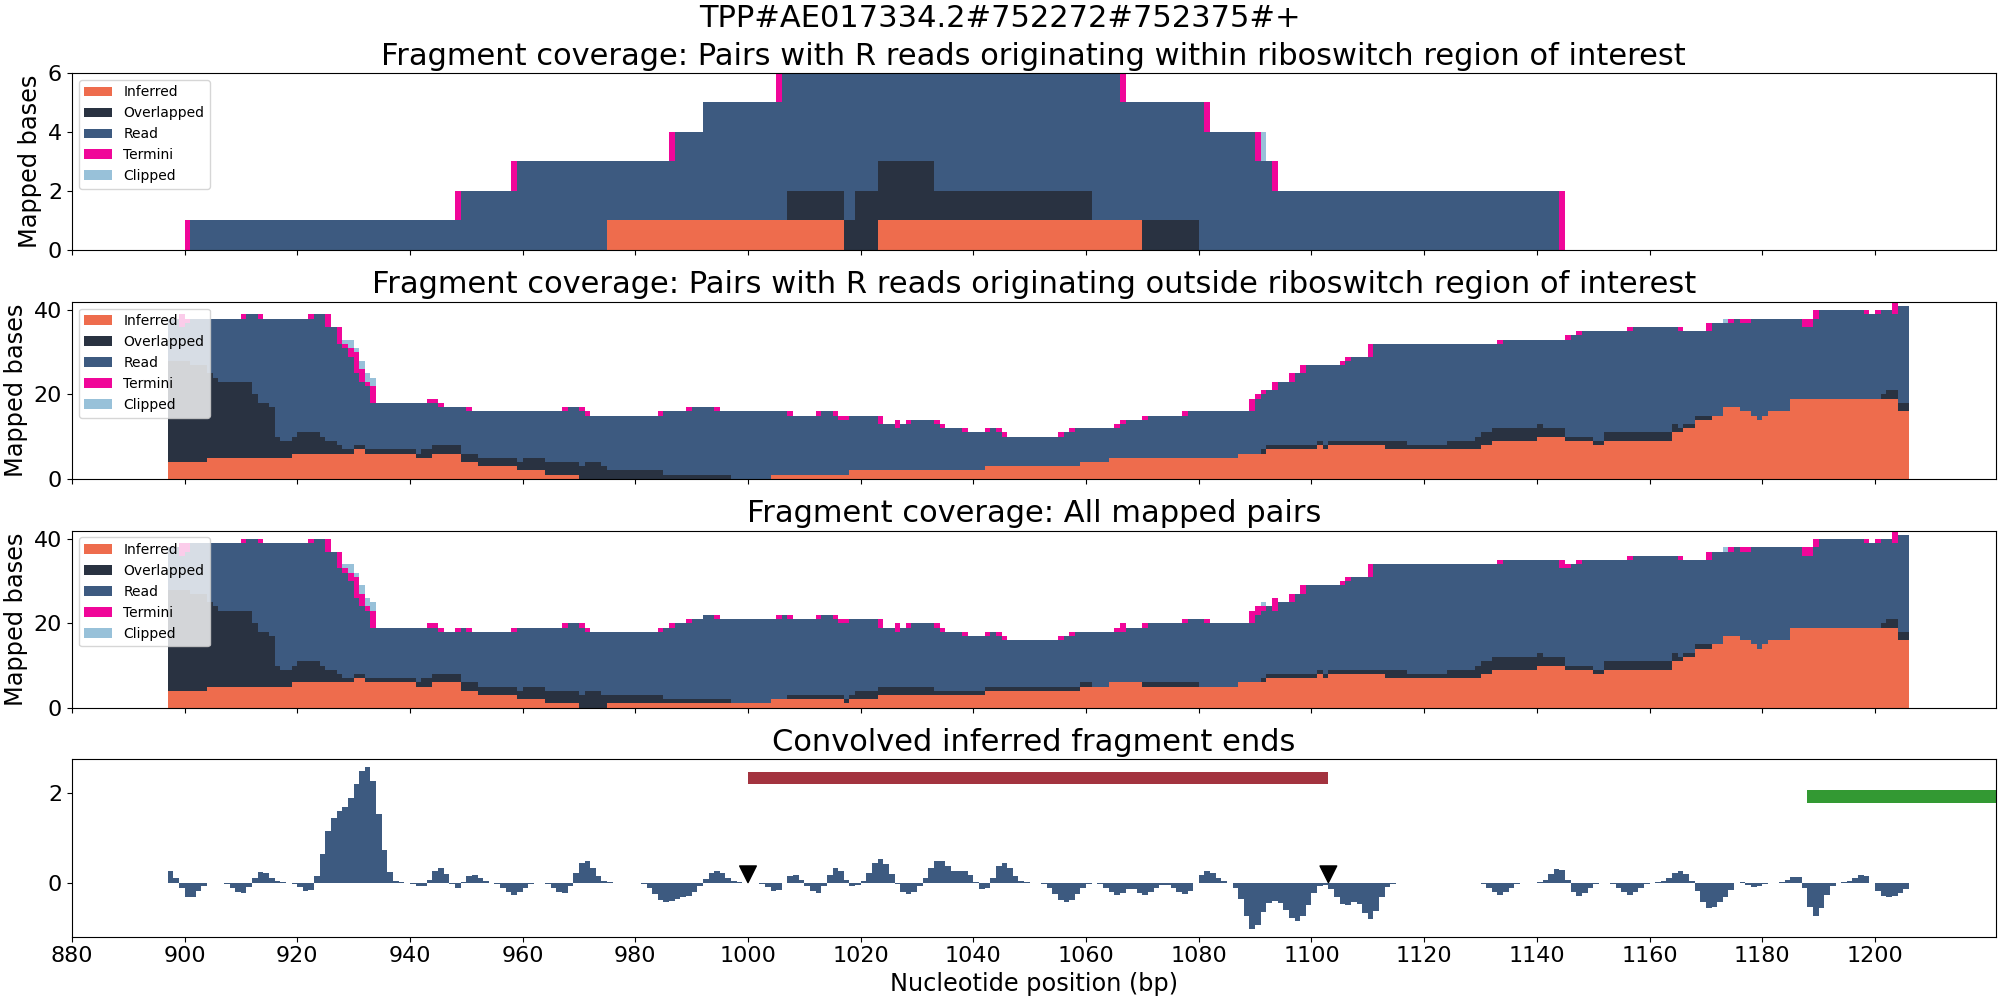 TPP#AE017334.2#752272#752375#+
Fragment coverage: Pairs with R reads originating within riboswitch region of interest
Mapped bases
6
4
2
0
Inferred
Overlapped
Read
Termini
Clipped
Fragment coverage: Pairs with R reads originating outside riboswitch region of interest
Mapped bases
40
20
0
Inferred
Overlapped
Read
Termini
Clipped
Fragment coverage: All mapped pairs
Mapped bases
40
20
0
Inferred
Overlapped
Read
Termini
Clipped
Convolved inferred fragment ends
2
0
880 900 920 940 960 980 1000 1020 1040 1060 1080 1100 1120 1140 1160 1180 1200
Nucleotide position (bp)